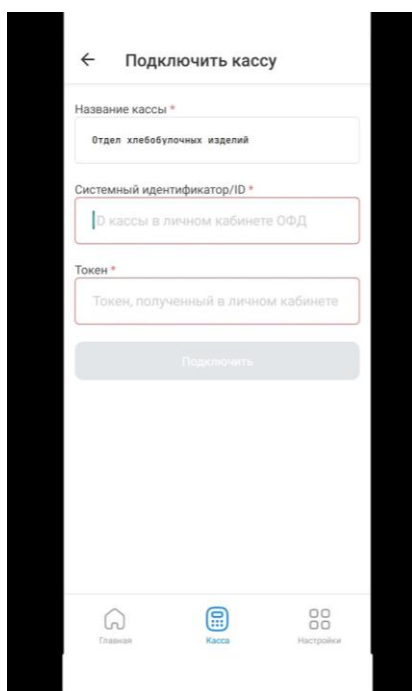 Подключить кассу
Название кассы *
Отдел хлебобулочных изделий
Системный идентификатор/ID *
ID кассы в личном кабинете ОФД
Токен *
Токен, полученный в личном кабинете
Подключить
Главная
Касса
Настройки